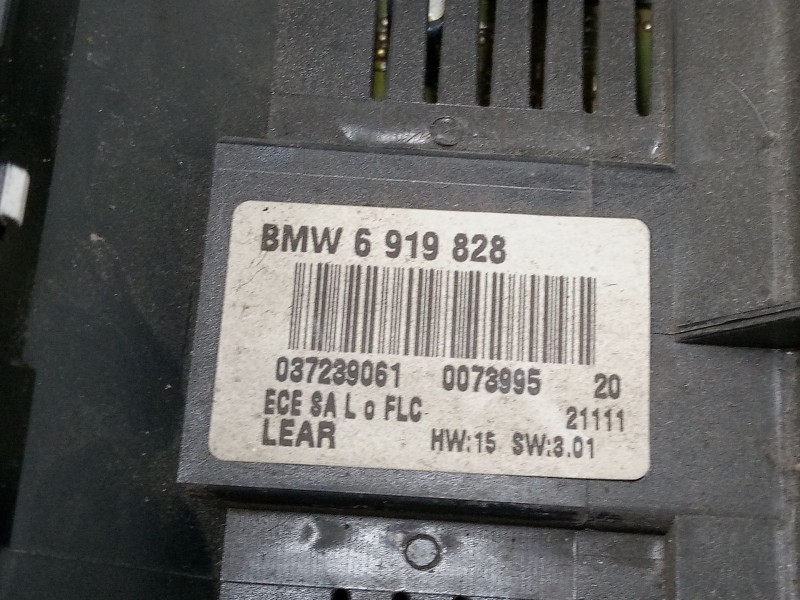 BMW 6 919 828
037239061 0073995 20
ECE SA L o FLC 21111
LEAR HW:15 SW:3.01